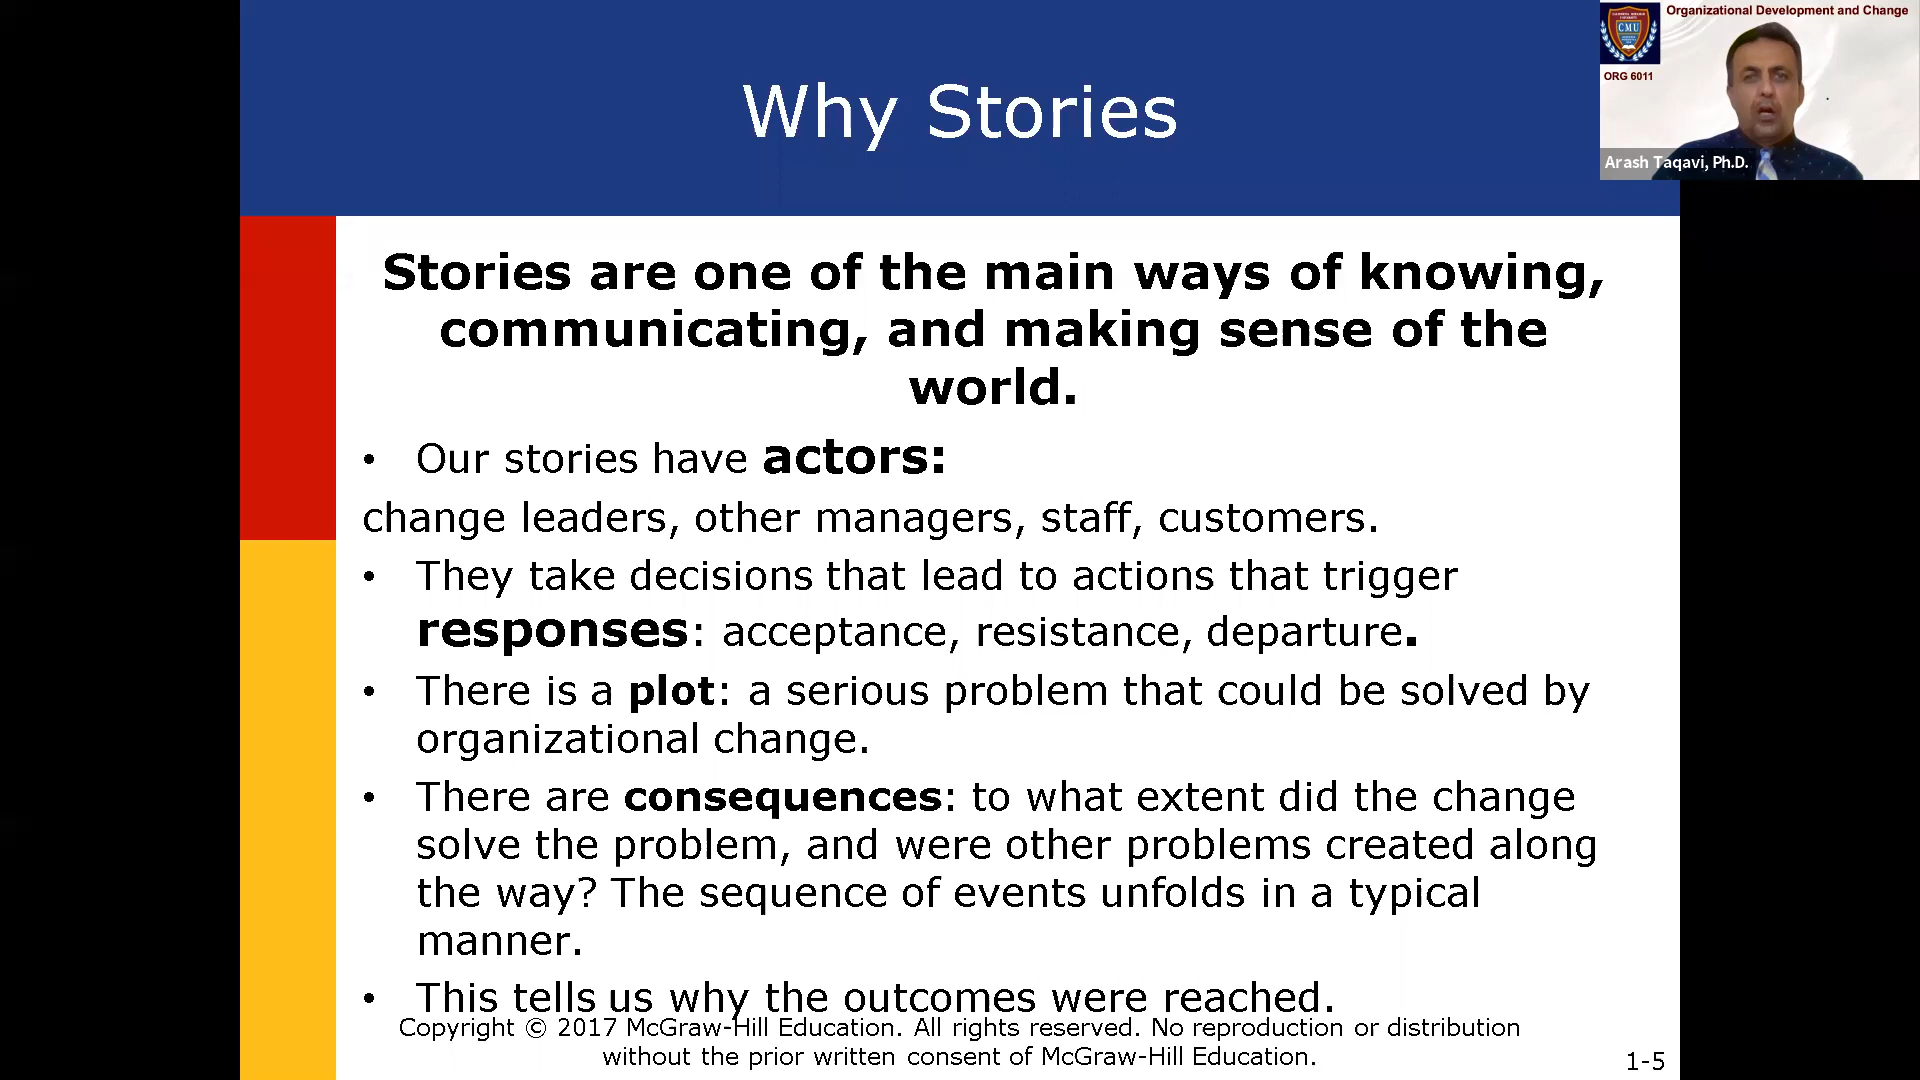 Why Stories
Organizational Development and Change
CMU
ORG 6011
Arash Taqavi, Ph.D.
Stories are one of the main ways of knowing,
communicating, and making sense of the
world.
• Our stories have actors:
change leaders, other managers, staff, customers.
• They take decisions that lead to actions that trigger
responses: acceptance, resistance, departure.
• There is a plot: a serious problem that could be solved by
organizational change.
• There are consequences: to what extent did the change
solve the problem, and were other problems created along
the way? The sequence of events unfolds in a typical
manner.
• This tells us why the outcomes were reached.
Copyright © 2017 McGraw-Hill Education. All rights reserved. No reproduction or distribution
without the prior written consent of McGraw-Hill Education.
1-5